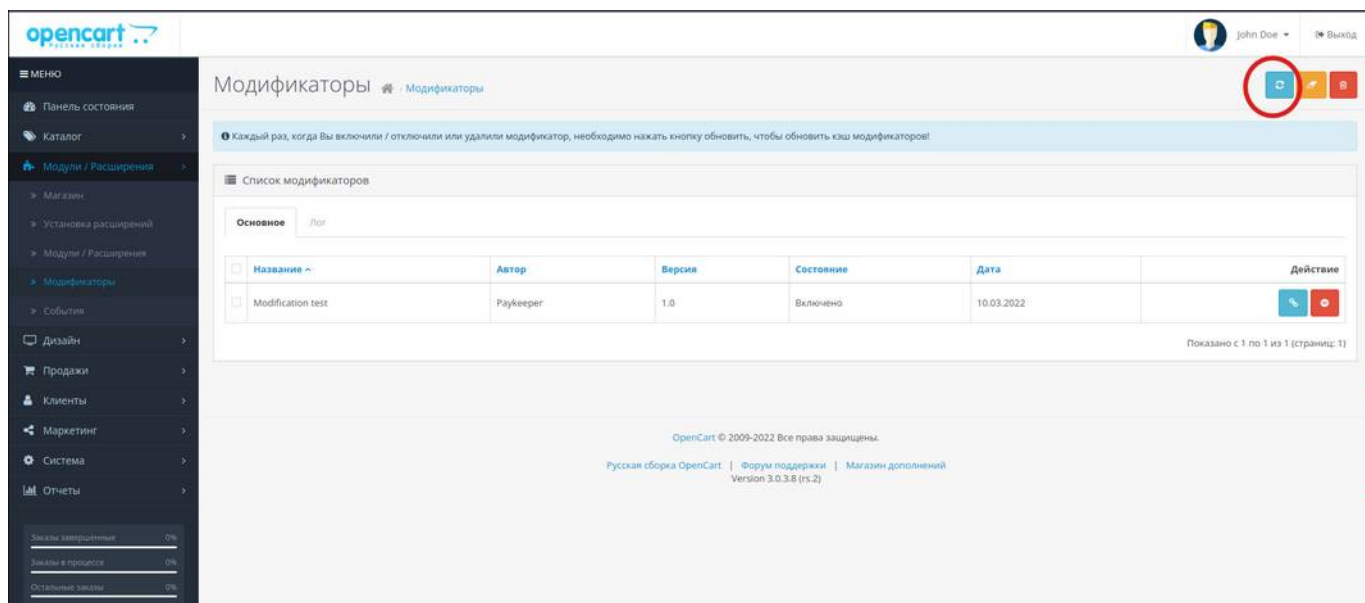 opencart
Русская сборка
John Doe
Выход
МЕНЮ
Панель состояния
Каталог
Модули / Расширения
Магазин
Установка расширений
Модули / Расширения
Модификаторы
События
Дизайн
Продажи
Клиенты
Маркетинг
Система
Отчеты
Заказы завершенные 0%
Заказы в процессе 0%
Остальные заказы 0%
Модификаторы Модификаторы
Каждый раз, когда Вы включили / отключили или удалили модификатор, необходимо нажать кнопку обновить, чтобы обновить кэш модификаторов!
Список модификаторов
Основное Лог
Название Автор Версия Состояние Дата Действие
Modification test Paykeeper 1.0 Включено 10.03.2022
Показано с 1 по 1 из 1 (страниц: 1)
OpenCart © 2009-2022 Все права защищены.
Русская сборка OpenCart | Форум поддержки | Магазин дополнений
Version 3.0.3.8 (rs.2)